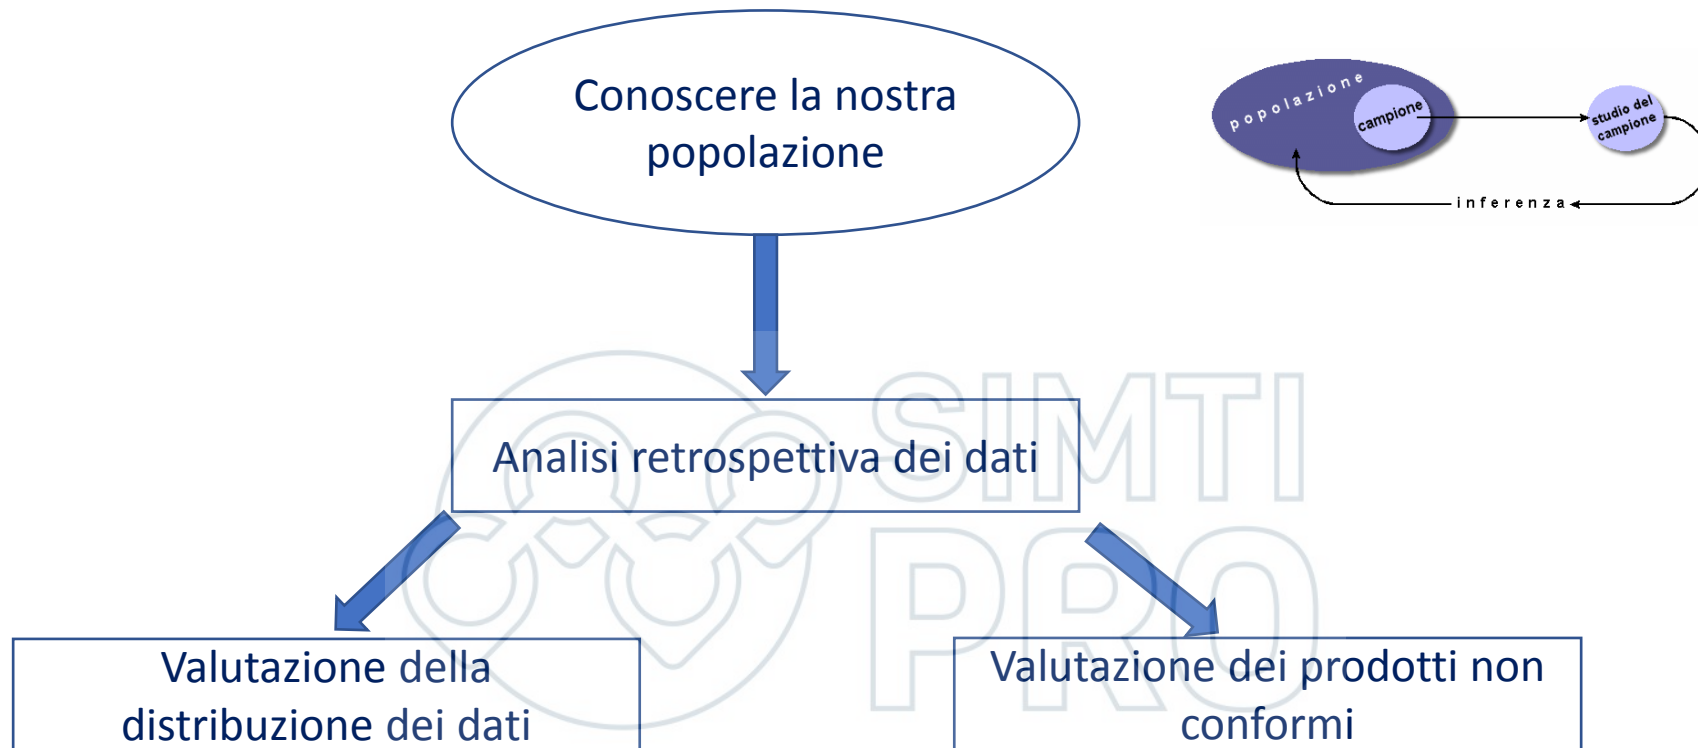 Conoscere la nostra
popolazione
popolazione
campione
studio del
campione
inferenza
Analisi retrospettiva dei dati
SIMTI
PRO
Valutazione della
distribuzione dei dati
Valutazione dei prodotti non
conformi